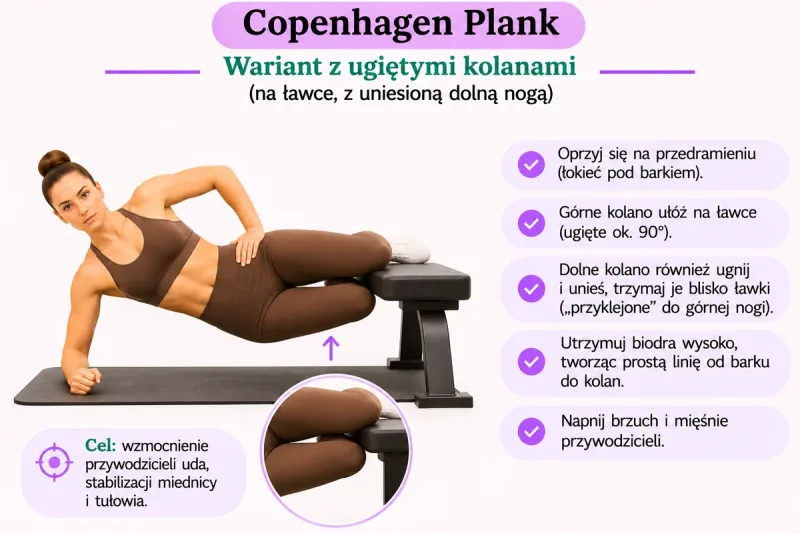 Copenhagen Plank
Wariant z ugiętymi kolanami
(na ławce, z uniesioną dolną nogą)
Oprzyj się na przedramieniu
(łokieć pod barkiem).
Górne kolano ułóż na ławce
(ugięte ok. 90°).
Dolne kolano również ugnij
i unieś, trzymaj je blisko ławki
(„przyklejone” do górnej nogi).
Utrzymuj biodra wysoko,
tworząc prostą linię od barku
do kolan.
Napnij brzuch i mięśnie
przywodzicieli.
Cel: wzmocnienie
przywodzicieli uda,
stabilizacji miednicy
i tułowia.